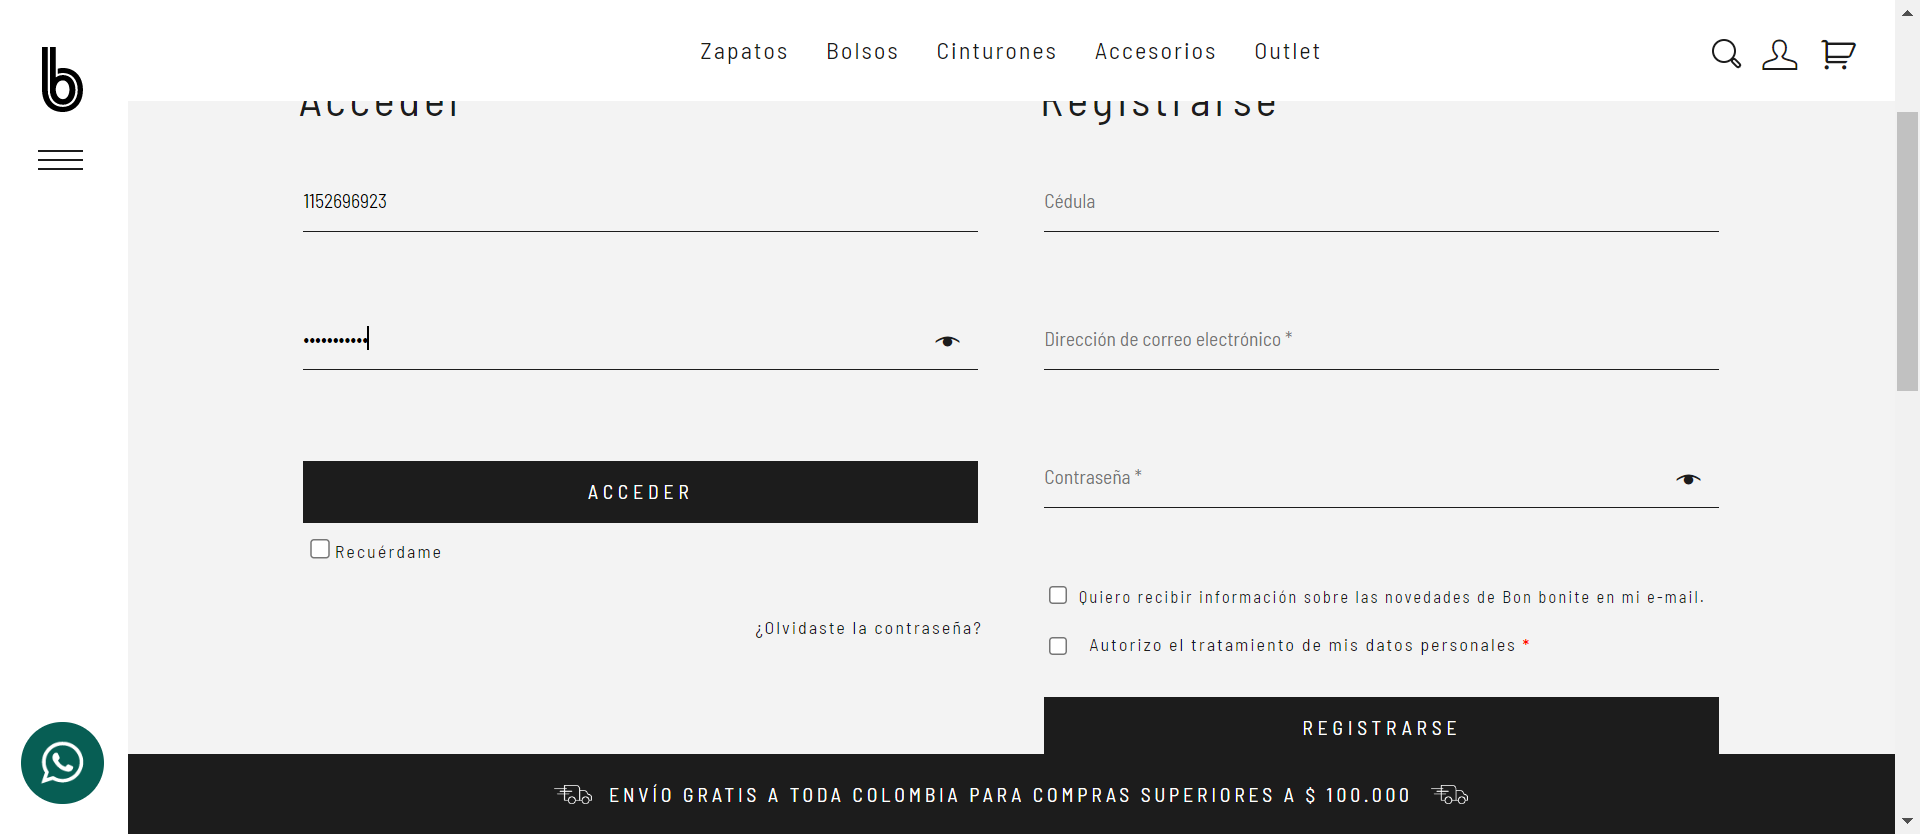 b
Zapatos Bolsos Cinturones Accesorios Outlet
Acceder
1152696923
•••••••••••
ACCEDER
Recuérdame
¿Olvidaste la contraseña?
Registrarse
Cédula
Dirección de correo electrónico *
Contraseña *
Quiero recibir información sobre las novedades de Bon bonite en mi e-mail.
Autorizo el tratamiento de mis datos personales *
REGISTRARSE
ENVÍO GRATIS A TODA COLOMBIA PARA COMPRAS SUPERIORES A $ 100.000